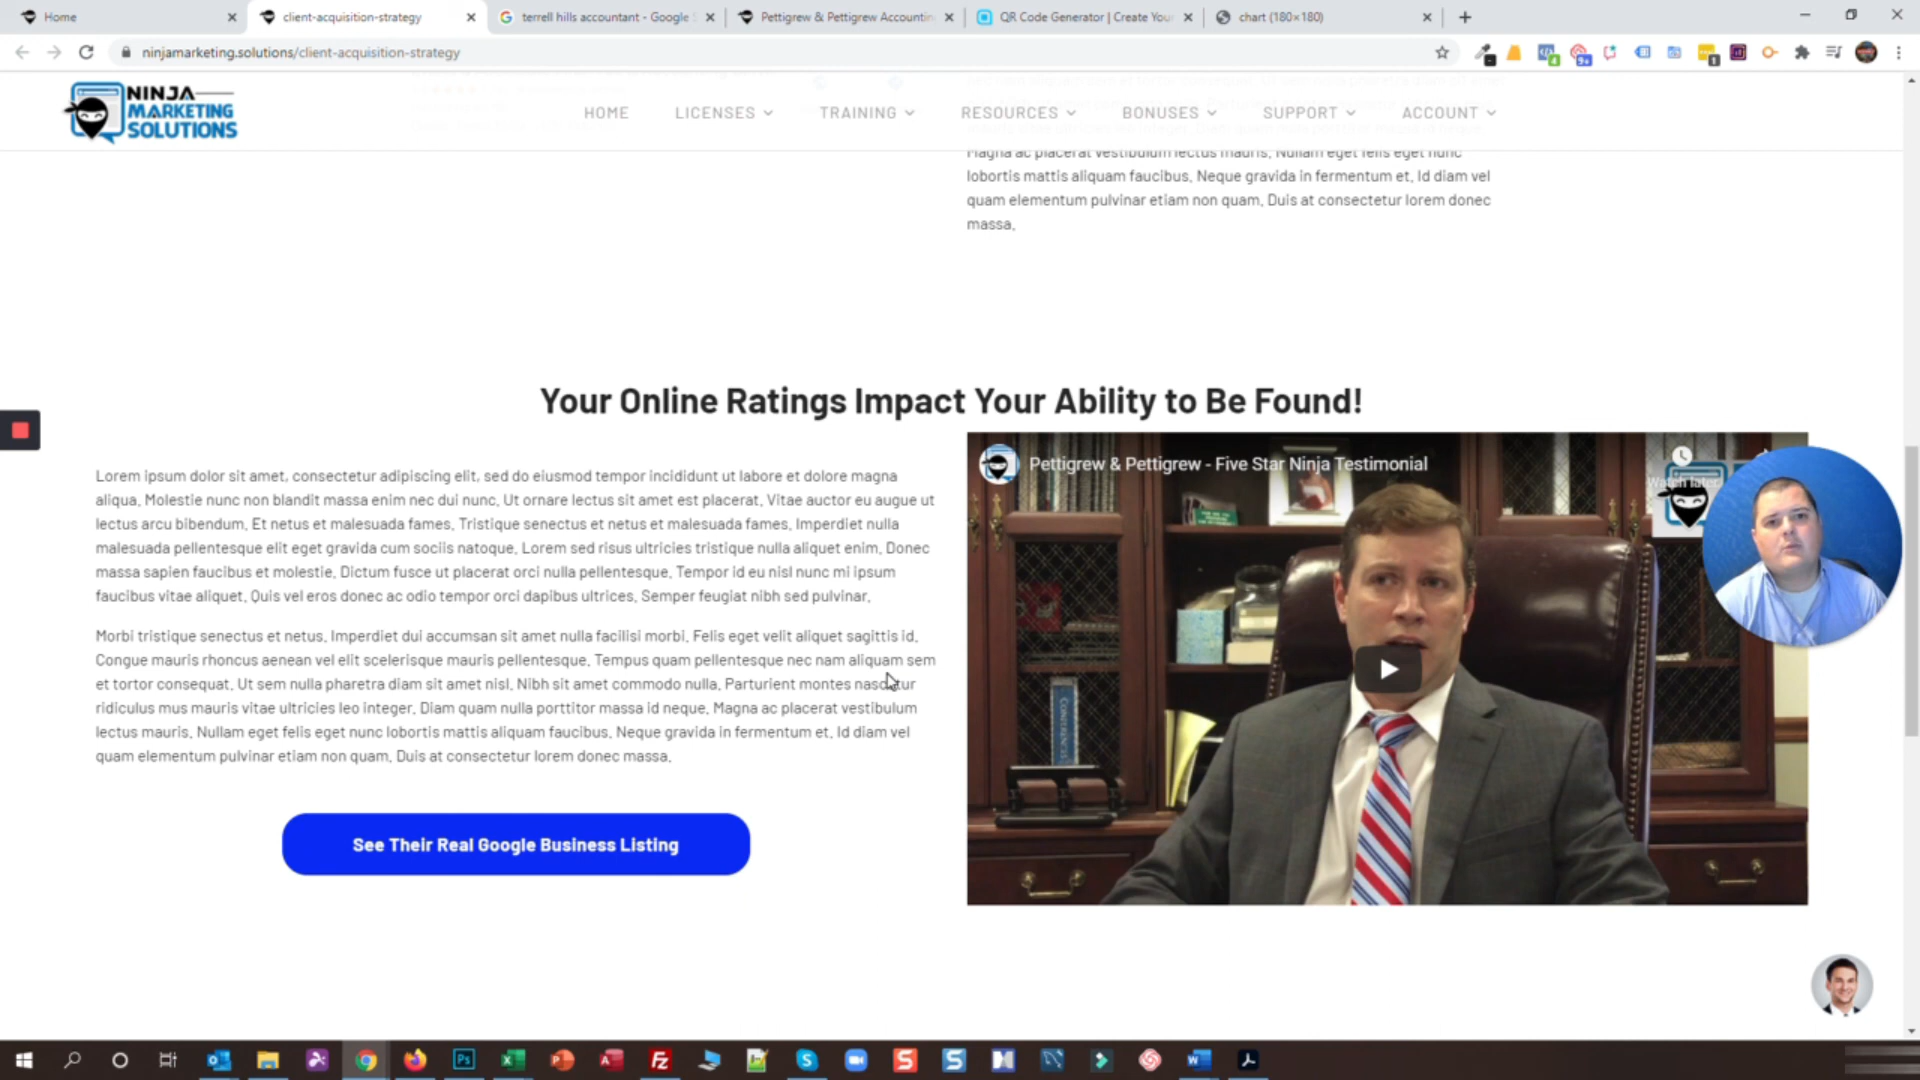 Home
client-acquisition-strategy
terrell hills accountant - Google
Pettigrew & Pettigrew Accountin
QR Code Generator | Create You
chart (180×180)
ninjamarketing.solutions/client-acquisition-strategy
NINJA
MARKETING
SOLUTIONS
HOME
LICENSES
TRAINING
RESOURCES
BONUSES
SUPPORT
ACCOUNT
Magna ac placerat vestibulum lectus mauris. Nullam eget felis eget nunc
lobortis mattis aliquam faucibus. Neque gravida in fermentum et. Id diam vel
quam elementum pulvinar etiam non quam. Duis at consectetur lorem donec
massa.
Your Online Ratings Impact Your Ability to Be Found!
Lorem ipsum dolor sit amet, consectetur adipiscing elit, sed do eiusmod tempor incididunt ut labore et dolore magna
aliqua. Molestie nunc non blandit massa enim nec dui nunc. Ut ornare lectus sit amet est placerat. Vitae auctor eu augue ut
lectus arcu bibendum. Et netus et malesuada fames. Tristique senectus et netus et malesuada fames. Imperdiet nulla
malesuada pellentesque elit eget gravida cum sociis natoque. Lorem sed risus ultricies tristique nulla aliquet enim. Donec
massa sapien faucibus et molestie. Dictum fusce ut placerat orci nulla pellentesque. Tempor id eu nisl nunc mi ipsum
faucibus vitae aliquet. Quis vel eros donec ac odio tempor orci dapibus ultrices. Semper feugiat nibh sed pulvinar.
Morbi tristique senectus et netus. Imperdiet dui accumsan sit amet nulla facilisi morbi. Felis eget velit aliquet sagittis id.
Congue mauris rhoncus aenean vel elit scelerisque mauris pellentesque. Tempus quam pellentesque nec nam aliquam sem
et tortor consequat. Ut sem nulla pharetra diam sit amet nisl. Nibh sit amet commodo nulla. Parturient montes nascetur
ridiculus mus mauris vitae ultricies leo integer. Diam quam nulla porttitor massa id neque. Magna ac placerat vestibulum
lectus mauris. Nullam eget felis eget nunc lobortis mattis aliquam faucibus. Neque gravida in fermentum et. Id diam vel
quam elementum pulvinar etiam non quam. Duis at consectetur lorem donec massa.
See Their Real Google Business Listing
Pettigrew & Pettigrew - Five Star Ninja Testimonial
Watch later